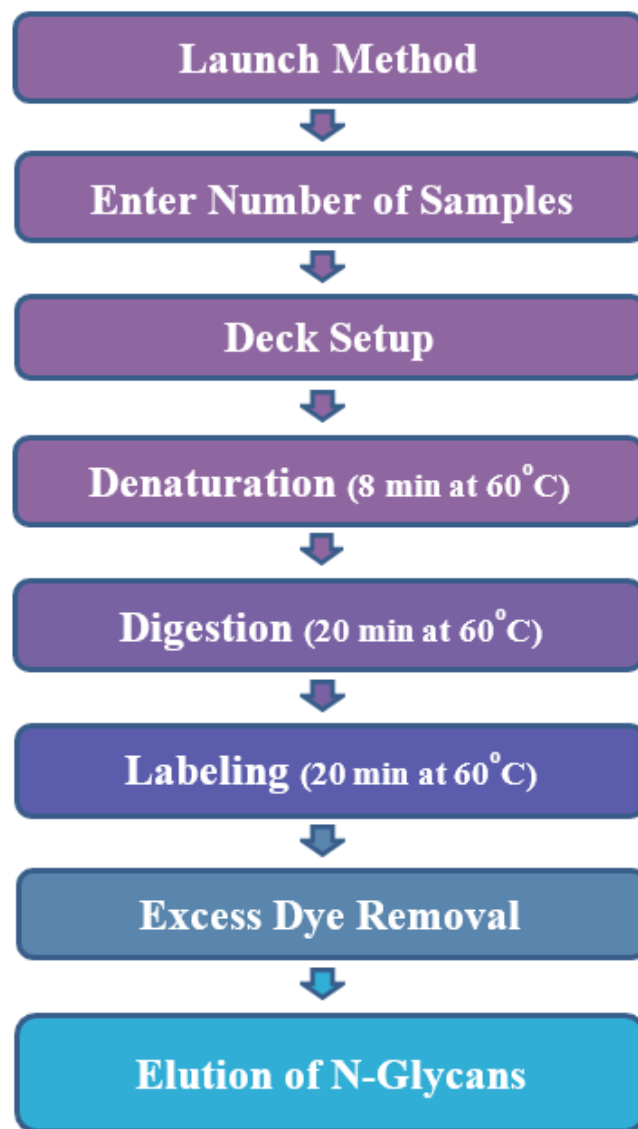 Launch Method
Enter Number of Samples
Deck Setup
Denaturation (8 min at 60°C)
Digestion (20 min at 60°C)
Labeling (20 min at 60°C)
Excess Dye Removal
Elution of N-Glycans